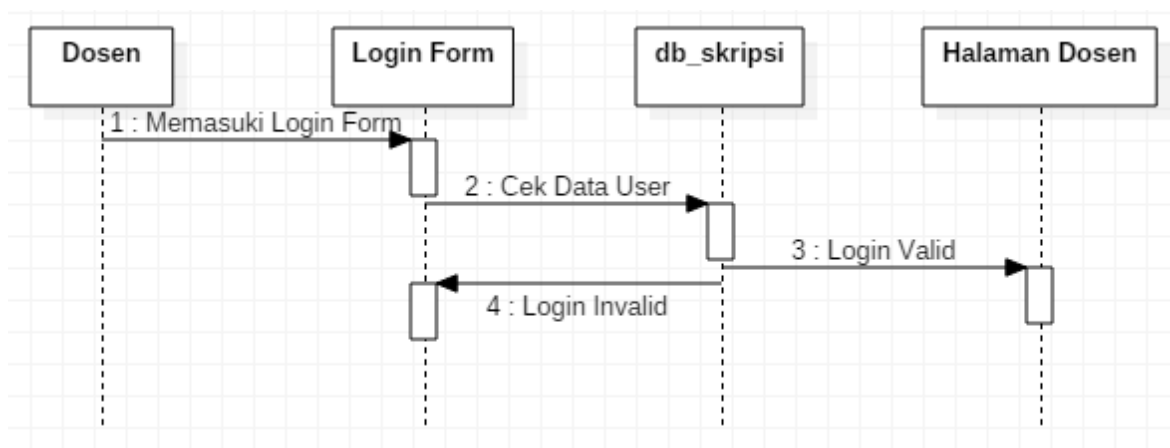 Dosen
Login Form
db_skripsi
Halaman Dosen
1 : Memasuki Login Form
2 : Cek Data User
3 : Login Valid
4 : Login Invalid